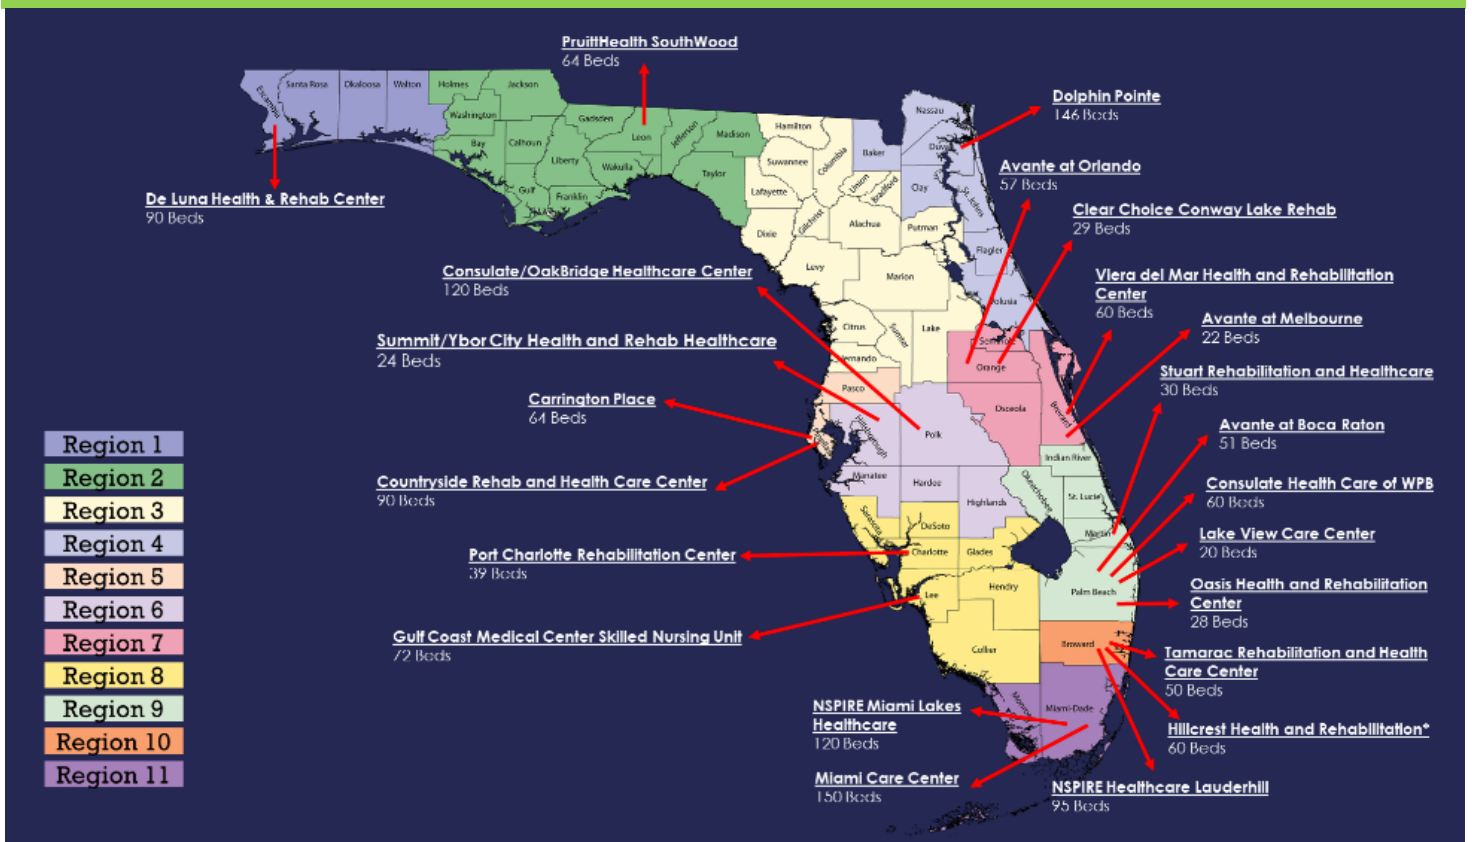 PruittHealth SouthWood
64 Beds
Dolphin Pointe
146 Beds
Avante at Orlando
57 Beds
De Luna Health & Rehab Center
90 Beds
Clear Choice Conway Lake Rehab
29 Beds
Consulate/OakBridge Healthcare Center
120 Beds
Viera del Mar Health and Rehabilitation
Center
60 Beds
Avante at Melbourne
22 Beds
Summit/Ybor City Health and Rehab Healthcare
24 Beds
Stuart Rehabilitation and Healthcare
30 Beds
Carrington Place
64 Beds
Avante at Boca Raton
51 Beds
Countryside Rehab and Health Care Center
90 Beds
Consulate Health Care of WPB
60 Beds
Port Charlotte Rehabilitation Center
39 Beds
Lake View Care Center
20 Beds
Oasis Health and Rehabilitation
Center
28 Beds
Gulf Coast Medical Center Skilled Nursing Unit
72 Beds
Tamarac Rehabilitation and Health
Care Center
50 Beds
NSPIRE Miami Lakes
Healthcare
120 Beds
Hillcrest Health and Rehabilitation*
60 Beds
Miami Care Center
150 Beds
NSPIRE Healthcare Lauderhill
95 Beds
Region 1
Region 2
Region 3
Region 4
Region 5
Region 6
Region 7
Region 8
Region 9
Region 10
Region 11
Escambia
Santa Rosa
Okaloosa
Walton
Holmes
Jackson
Washington
Bay
Calhoun
Gulf
Gadsden
Liberty
Franklin
Leon
Wakulla
Jefferson
Madison
Taylor
Hamilton
Suwannee
Lafayette
Columbia
Dixie
Gilchrist
Union
Bradford
Baker
Nassau
Duv
Clay
St. Johns
Alachua
Putnam
Flagler
Levy
Marion
olusia
Citrus
Sumter
Lake
ernando
Pasco
Seminole
Orange
Osceola
Brevard
Hillsborough
Polk
Manatee
Hardee
Highlands
Indian River
Okeechobee
St. Lucie
Martin
Sarasota
DeSoto
Charlotte
Glades
Lee
Hendry
Palm Beach
Collier
Broward
Monroe
Miami-Dade